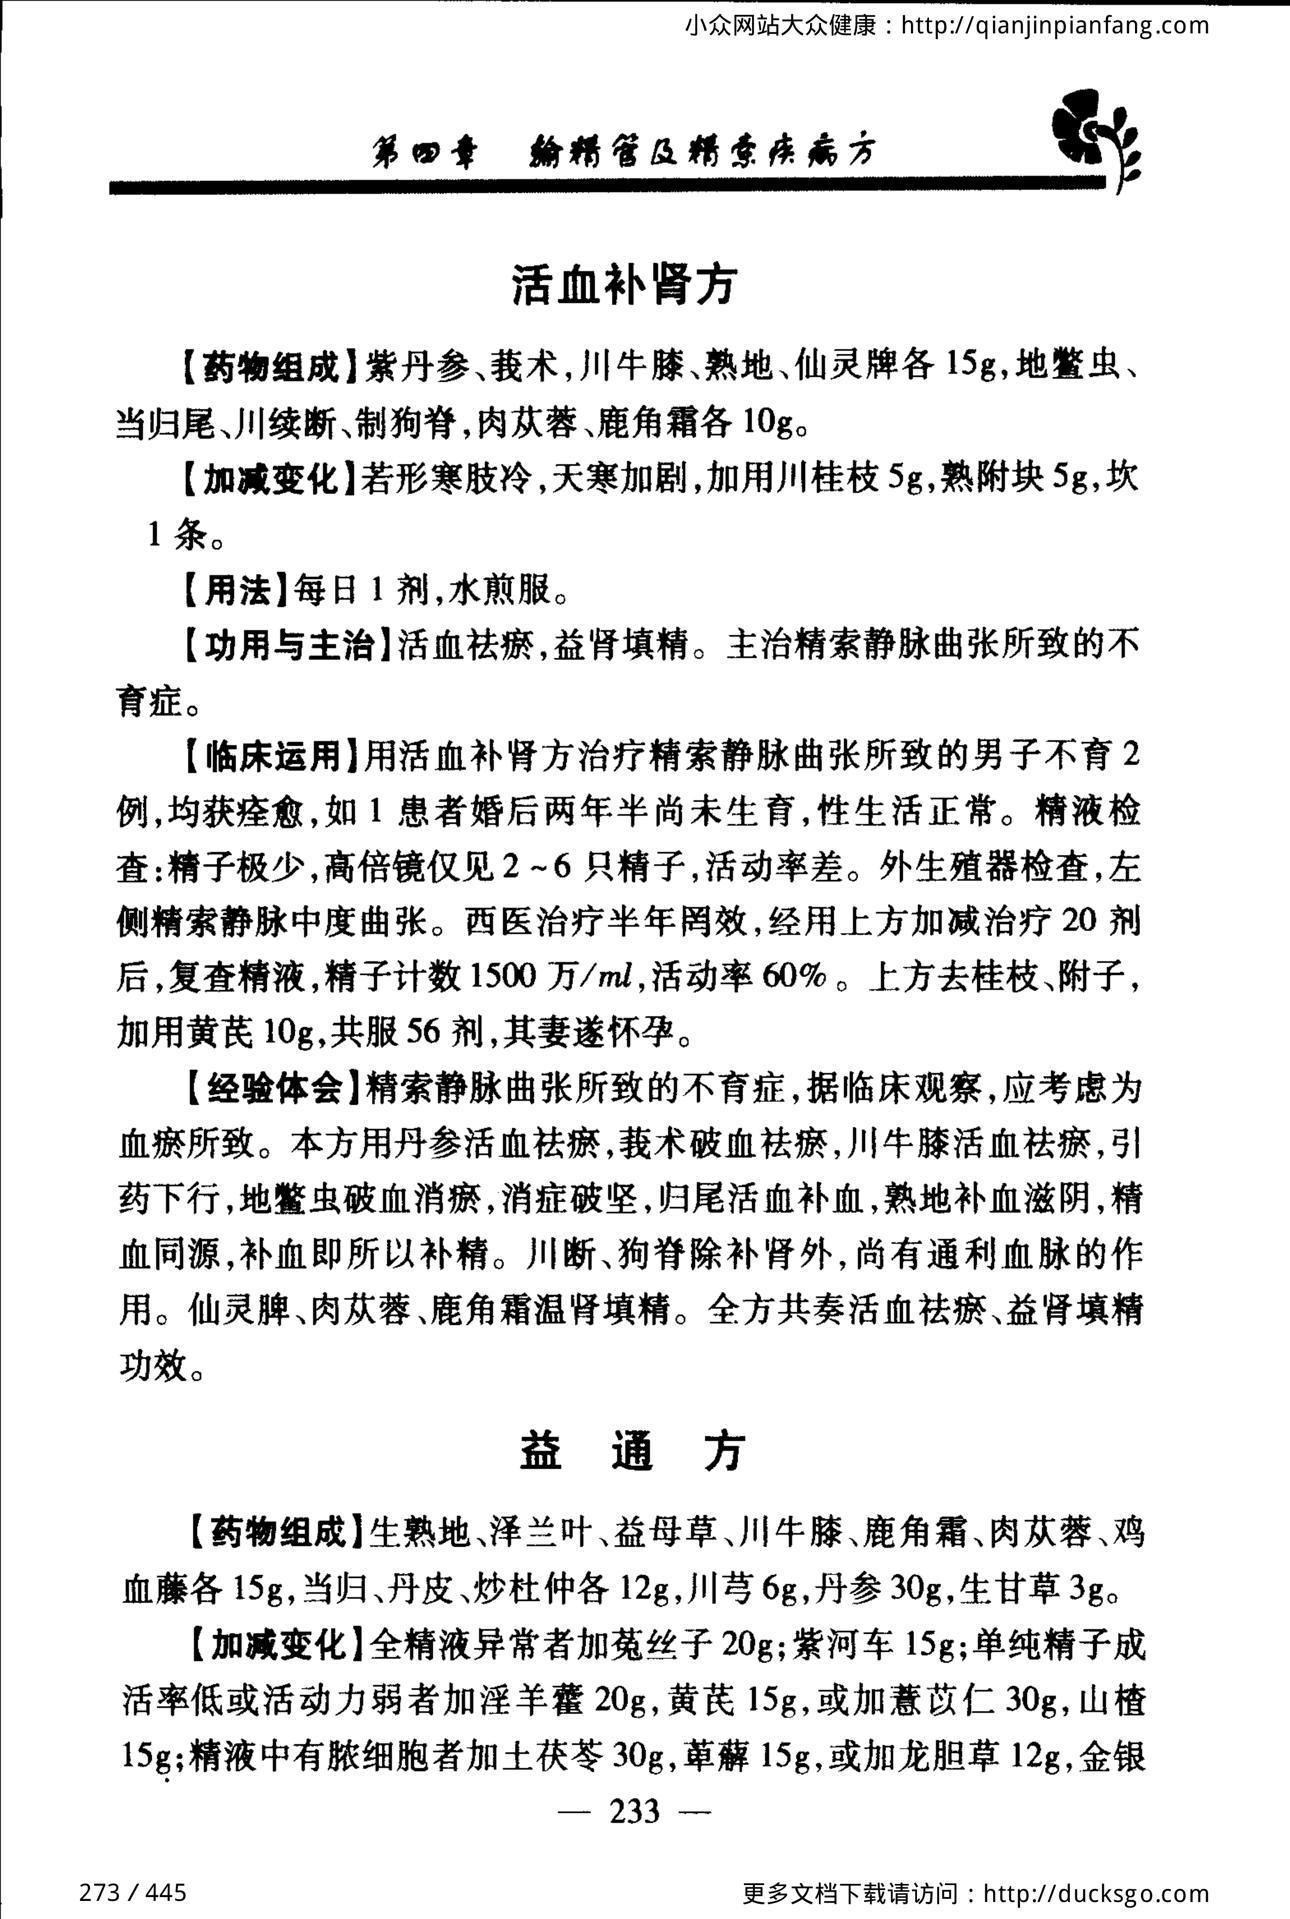 小众网站大众健康：http://qianjinpianfang.com
第四章 输精管及精索疾病方
活血补肾方
【药物组成】紫丹参、莪术,川牛膝、熟地、仙灵牌各 15g,地鳖虫、
当归尾、川续断、制狗脊,肉苁蓉、鹿角霜各 10g。
【加减变化】若形寒肢冷,天寒加剧,加用川桂枝 5g,熟附块 5g,坎
1 条。
【用法】每日 1 剂,水煎服。
【功用与主治】活血祛瘀,益肾填精。主治精索静脉曲张所致的不
育症。
【临床运用】用活血补肾方治疗精索静脉曲张所致的男子不育 2
例,均获痊愈,如 1 患者婚后两年半尚未生育,性生活正常。精液检
查:精子极少,高倍镜仅见 2～6 只精子,活动率差。外生殖器检查,左
侧精索静脉中度曲张。西医治疗半年罔效,经用上方加减治疗 20 剂
后,复查精液,精子计数 1500 万/ml,活动率 60%。上方去桂枝、附子,
加用黄芪 10g,共服 56 剂,其妻遂怀孕。
【经验体会】精索静脉曲张所致的不育症,据临床观察,应考虑为
血瘀所致。本方用丹参活血祛瘀,莪术破血祛瘀,川牛膝活血祛瘀,引
药下行,地鳖虫破血消瘀,消症破坚,归尾活血补血,熟地补血滋阴,精
血同源,补血即所以补精。川断、狗脊除补肾外,尚有通利血脉的作
用。仙灵脾、肉苁蓉、鹿角霜温肾填精。全方共奏活血祛瘀、益肾填精
功效。
益 通 方
【药物组成】生熟地、泽兰叶、益母草、川牛膝、鹿角霜、肉苁蓉、鸡
血藤各 15g,当归、丹皮、炒杜仲各 12g,川芎 6g,丹参 30g,生甘草 3g。
【加减变化】全精液异常者加菟丝子 20g;紫河车 15g;单纯精子成
活率低或活动力弱者加淫羊藿 20g,黄芪 15g,或加薏苡仁 30g,山楂
15g;精液中有脓细胞者加土茯苓 30g,萆薢 15g,或加龙胆草 12g,金银
— 233 —
273 / 445
更多文档下载请访问：http://ducksgo.com